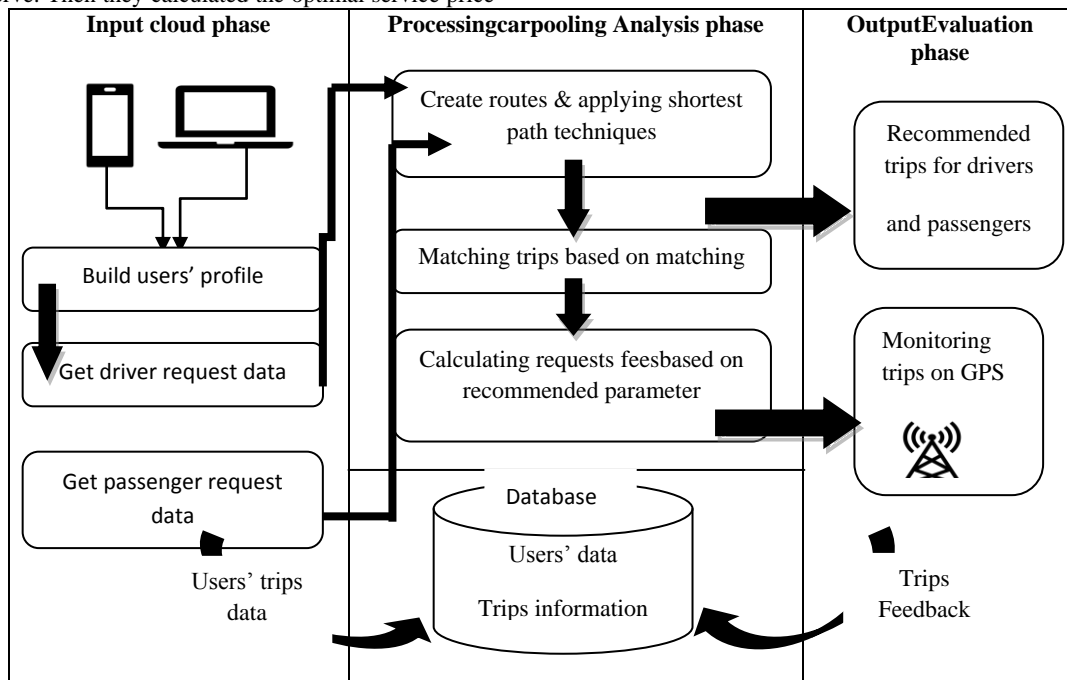 Input cloud phase
Processingcarpooling Analysis phase
OutputEvaluation
phase
Create routes & applying shortest
path techniques
Recommended
trips for drivers
and passengers
Build users’ profile
Matching trips based on matching
Get driver request data
Calculating requests feesbased on
recommended parameter
Monitoring
trips on GPS
Get passenger request
data
Database
Users’ data
Trips information
Users’ trips
data
Trips
Feedback